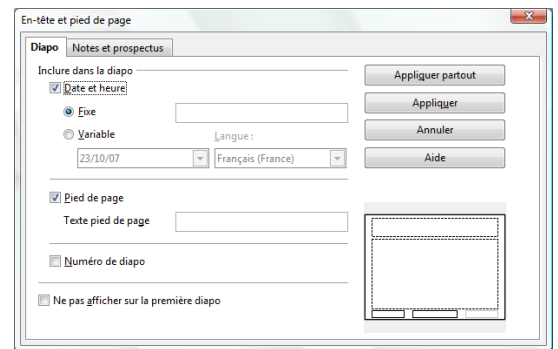 En-tête et pied de page
Diapo Notes et prospectus
Inclure dans la diapo
Date et heure
Fixe
Variable
Langue :
23/10/07
Français (France)
Pied de page
Texte pied de page
Numéro de diapo
Ne pas afficher sur la première diapo
Appliquer partout
Appliquer
Annuler
Aide